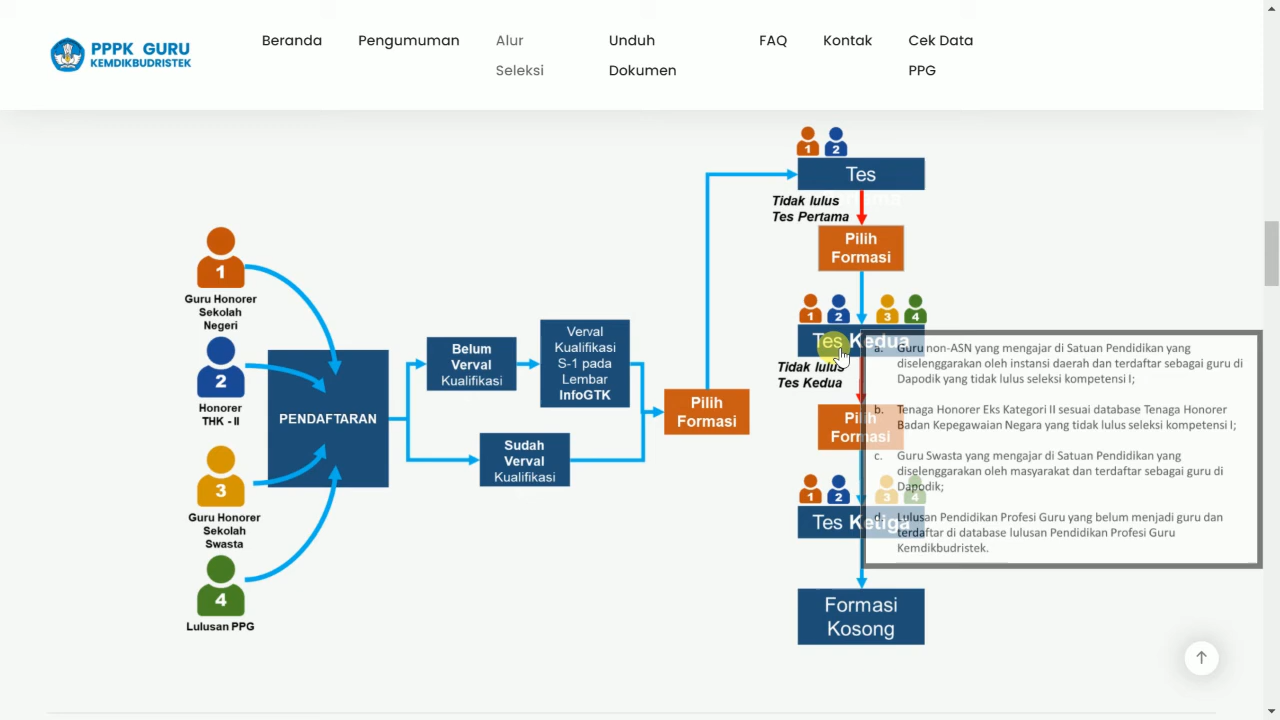 PPPK GURU
KEMDIKBUDRISTEK
Beranda
Pengumuman
Alur
Seleksi
Unduh
Dokumen
FAQ
Kontak
Cek Data
PPG
1
Guru Honorer
Sekolah
Negeri
2
Honorer
THK - II
3
Guru Honorer
Sekolah
Swasta
4
Lulusan PPG
PENDAFTARAN
Belum
Verval
Kualifikasi
Verval
Kualifikasi
S-1 pada
Lembar
InfoGTK
Sudah
Verval
Kualifikasi
Pilih
Formasi
1 2
Tes
Tidak lulus
Tes Pertama
Pilih
Formasi
1 2 3 4
Tes Kedua
Tidak lulus
Tes Kedua
Pilih
Formasi
1 2 3 4
Tes Ketiga
Formasi
Kosong
a. Guru non-ASN yang mengajar di Satuan Pendidikan yang
diselenggarakan oleh instansi daerah dan terdaftar sebagai guru di
Dapodik yang tidak lulus seleksi kompetensi I;
b. Tenaga Honorer Eks Kategori II sesuai database Tenaga Honorer
Badan Kepegawaian Negara yang tidak lulus seleksi kompetensi I;
c. Guru Swasta yang mengajar di Satuan Pendidikan yang
diselenggarakan oleh masyarakat dan terdaftar sebagai guru di
Dapodik;
d. Lulusan Pendidikan Profesi Guru yang belum menjadi guru dan
terdaftar di database lulusan Pendidikan Profesi Guru
Kemdikbudristek.